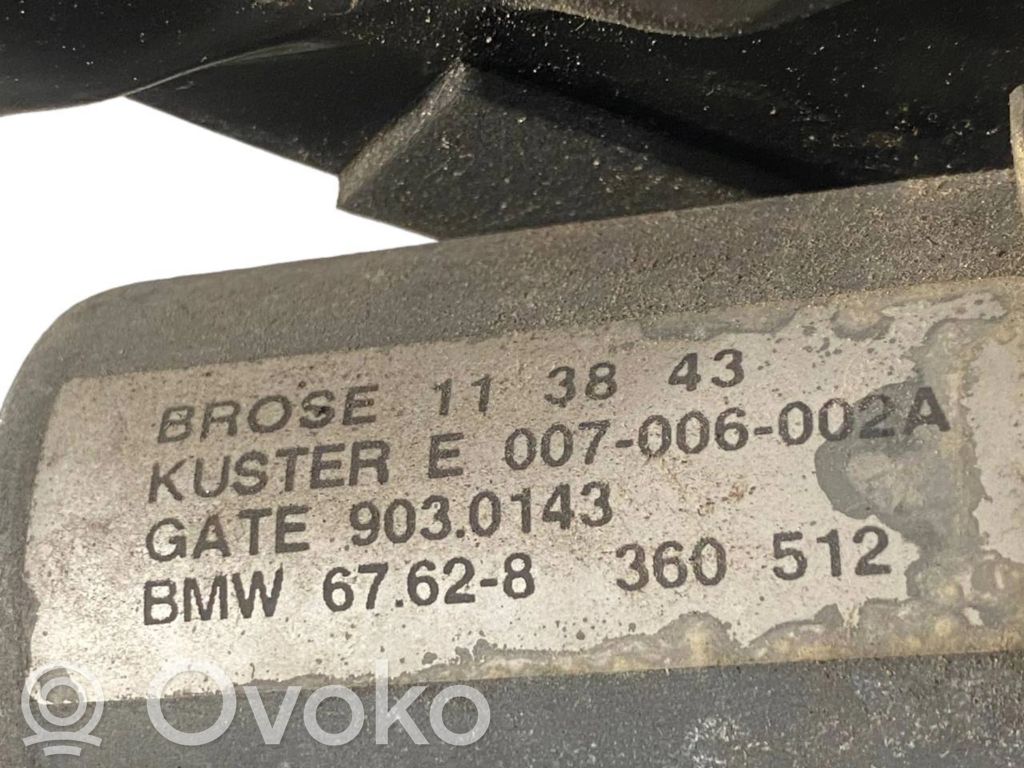 BROSE 11 38 43
KUSTER E 007-006-002A
GATE 903.0143
BMW 67.62-8 360 512
Ovoko